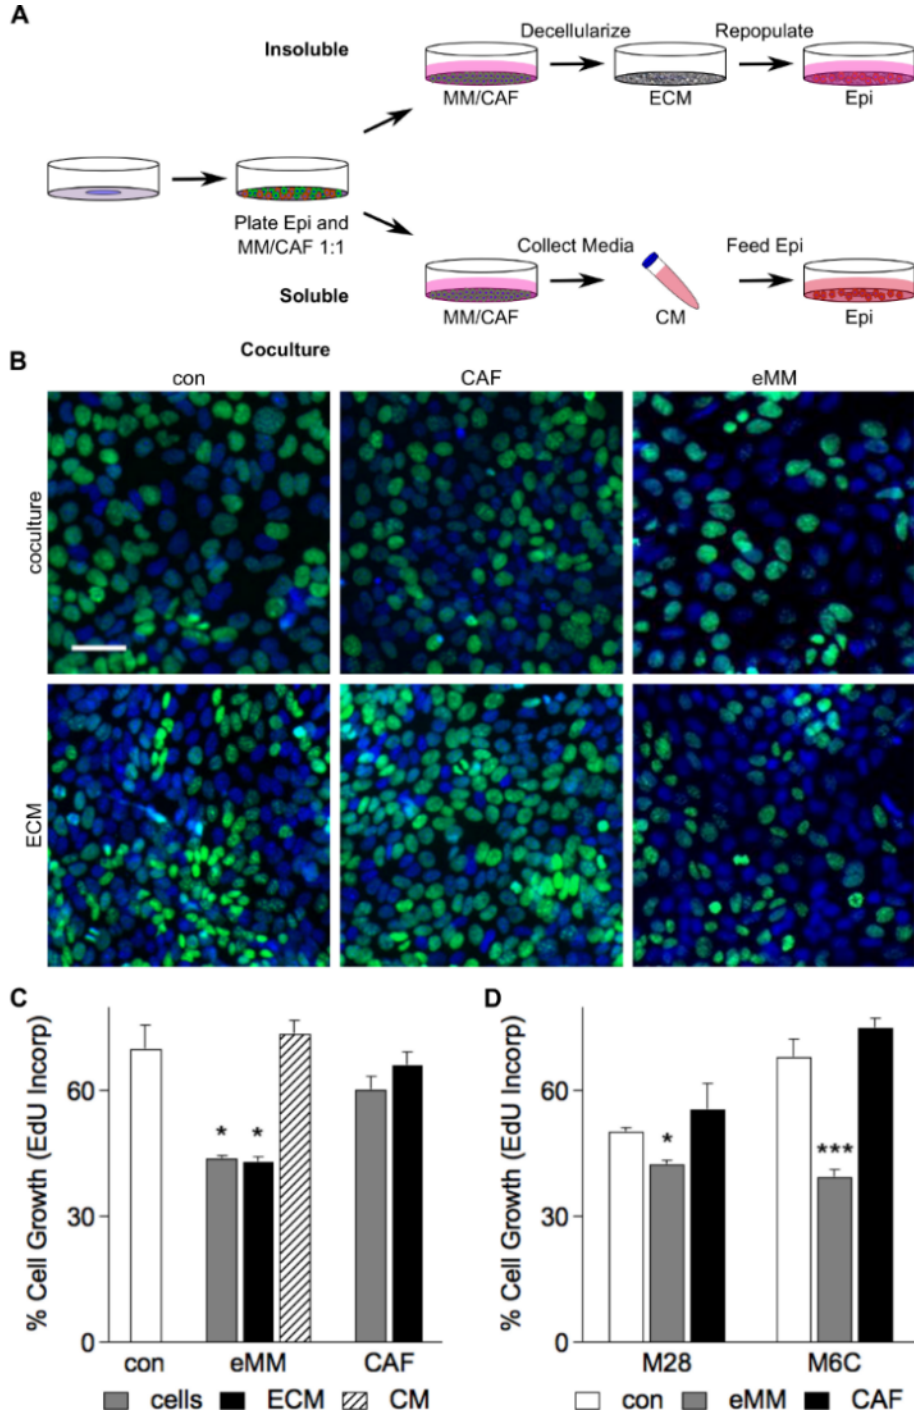 A
Insoluble
Decellularize
Repopulate
MM/CAF
ECM
Epi
Plate Epi and
MM/CAF 1:1
Collect Media
Feed Epi
Soluble
MM/CAF
CM
Epi
Coculture
B
con
CAF
eMM
coculture
ECM
C
% Cell Growth (EdU Incorp)
60
30
0
* *
con
eMM
CAF
cells
ECM
CM
D
% Cell Growth (EdU Incorp)
60
30
0
*
***
M28
M6C
con
eMM
CAF